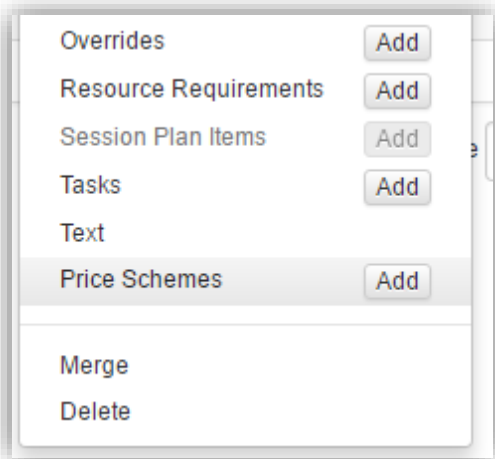 Overrides Add
Resource Requirements Add
Session Plan Items Add
Tasks Add
Text
Price Schemes Add
Merge
Delete